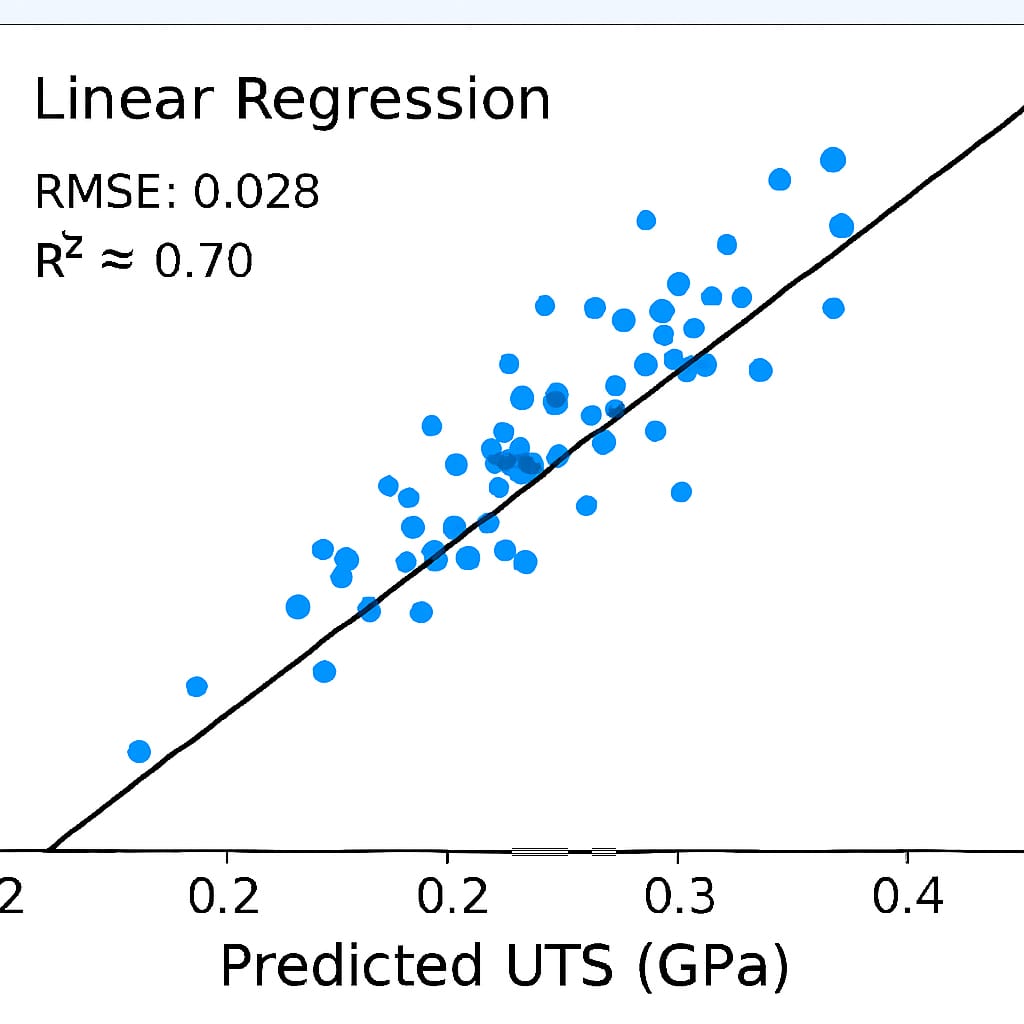 Linear Regression
RMSE: 0.028
R² ≈ 0.70
2 0.2 0.2 0.3 0.4
Predicted UTS (GPa)